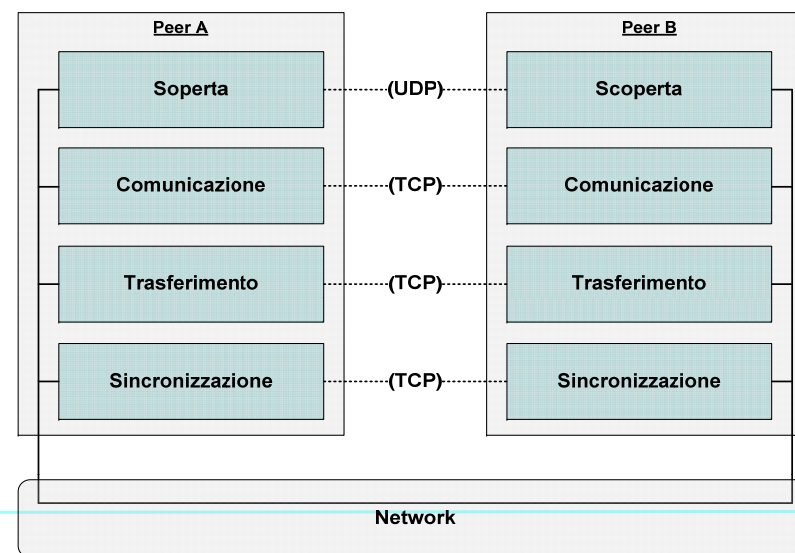 Peer A Peer B
Soperta (UDP) Scoperta
Comunicazione (TCP) Comunicazione
Trasferimento (TCP) Trasferimento
Sincronizzazione (TCP) Sincronizzazione
Network